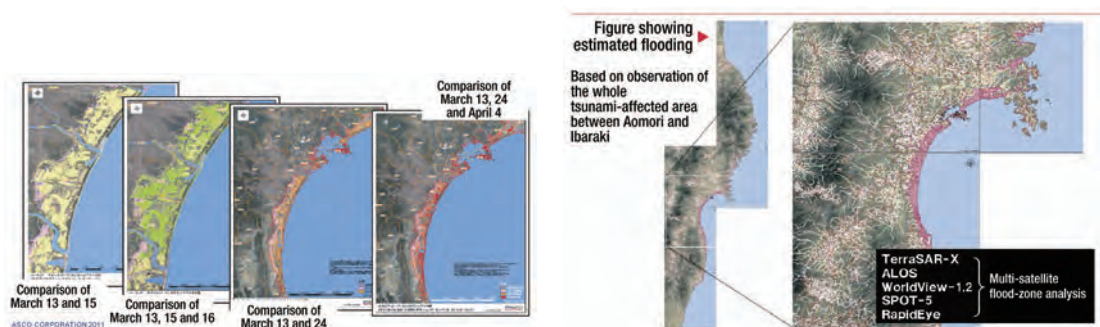 Comparison of
March 13, 24
and April 4
Comparison of
March 13 and 15
Comparison of
March 13, 15 and 16
Comparison of
March 13 and 24
ASCO CORPORATION 2011
Figure showing
estimated flooding
Based on observation of
the whole
tsunami-affected area
between Aomori and
Ibaraki
TerraSAR-X
ALOS
WorldView-1.2
SPOT-5
RapidEye
Multi-satellite
flood-zone analysis